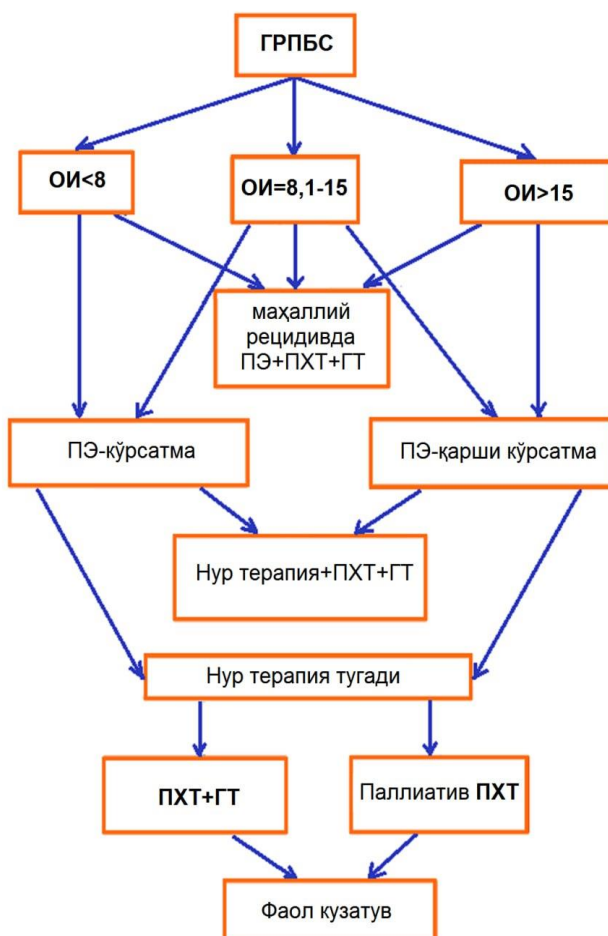 ГРПБС
ОИ<8
ОИ=8,1-15
ОИ>15
маҳаллий
рецидивда
ПЭ+ПХТ+ГТ
ПЭ-кўрсатма
ПЭ-қарши кўрсатма
Нур терапия+ПХТ+ГТ
Нур терапия тугади
ПХТ+ГТ
Паллиатив ПХТ
Фаол кузатув